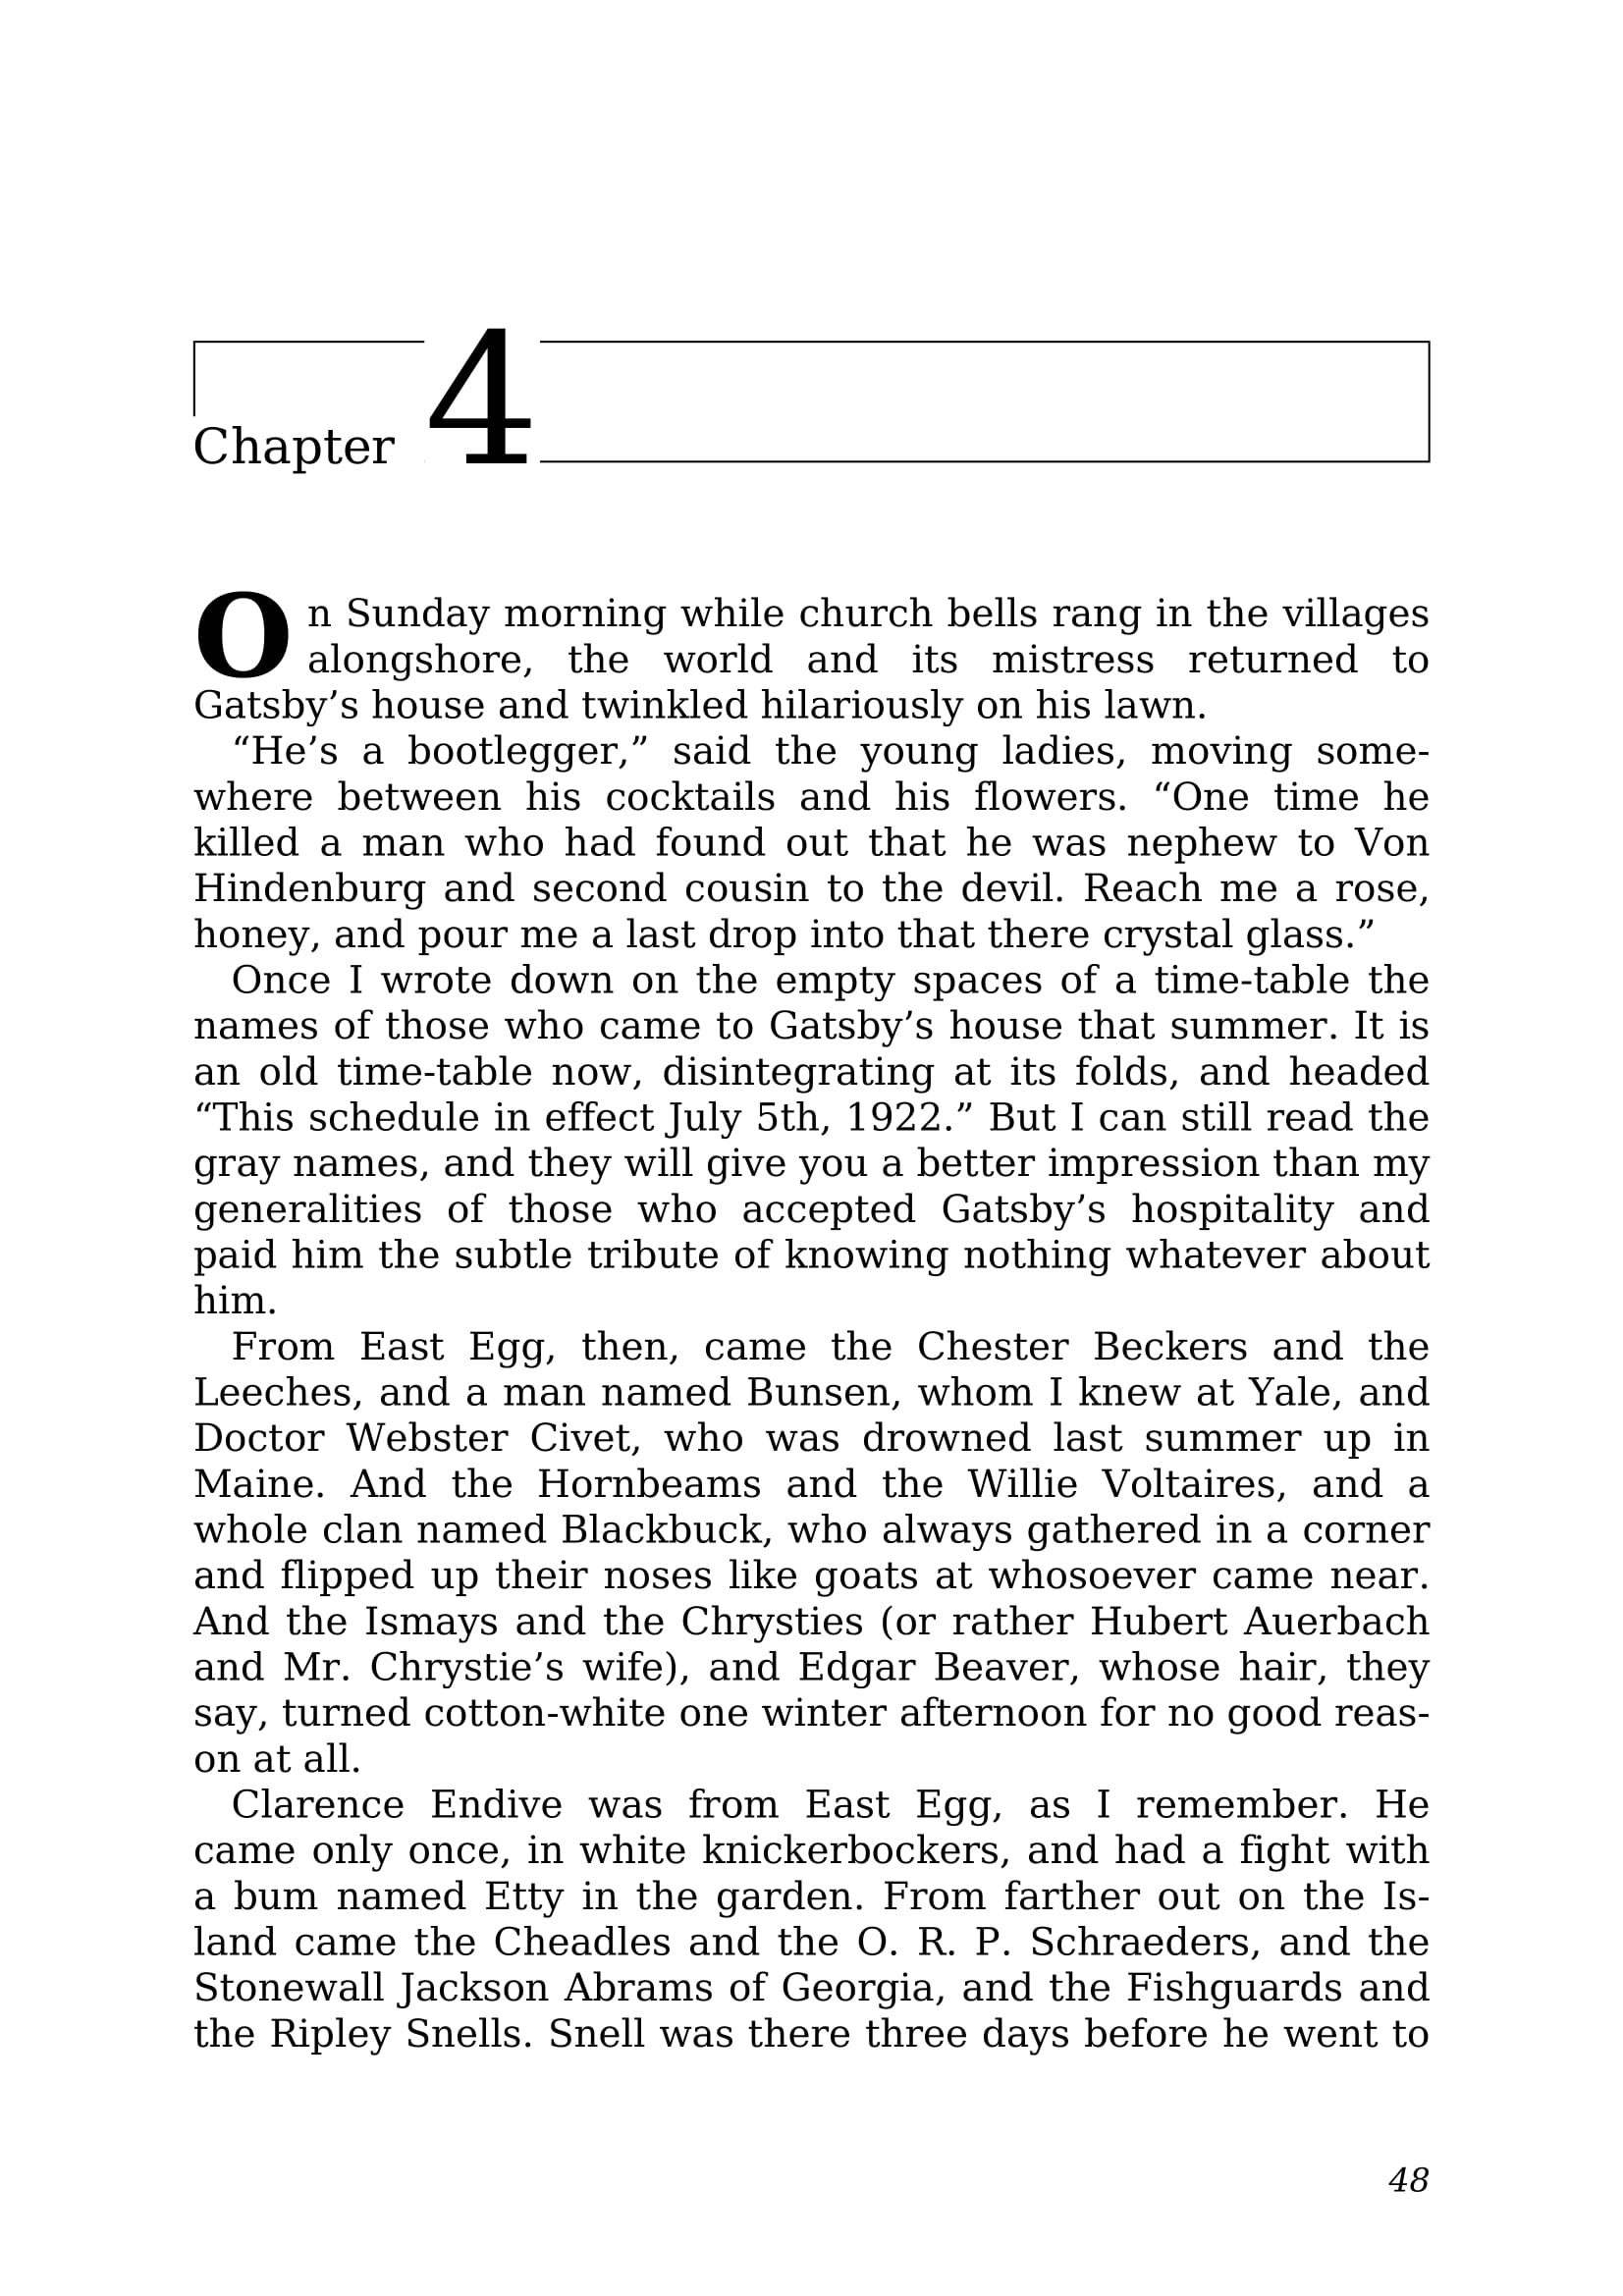 Chapter 4
On Sunday morning while church bells rang in the villages
alongshore, the world and its mistress returned to
Gatsby’s house and twinkled hilariously on his lawn.
“He’s a bootlegger,” said the young ladies, moving some-
where between his cocktails and his flowers. “One time he
killed a man who had found out that he was nephew to Von
Hindenburg and second cousin to the devil. Reach me a rose,
honey, and pour me a last drop into that there crystal glass.”
Once I wrote down on the empty spaces of a time-table the
names of those who came to Gatsby’s house that summer. It is
an old time-table now, disintegrating at its folds, and headed
“This schedule in effect July 5th, 1922.” But I can still read the
gray names, and they will give you a better impression than my
generalities of those who accepted Gatsby’s hospitality and
paid him the subtle tribute of knowing nothing whatever about
him.
From East Egg, then, came the Chester Beckers and the
Leeches, and a man named Bunsen, whom I knew at Yale, and
Doctor Webster Civet, who was drowned last summer up in
Maine. And the Hornbeams and the Willie Voltaires, and a
whole clan named Blackbuck, who always gathered in a corner
and flipped up their noses like goats at whosoever came near.
And the Ismays and the Chrysties (or rather Hubert Auerbach
and Mr. Chrystie’s wife), and Edgar Beaver, whose hair, they
say, turned cotton-white one winter afternoon for no good reas-
on at all.
Clarence Endive was from East Egg, as I remember. He
came only once, in white knickerbockers, and had a fight with
a bum named Etty in the garden. From farther out on the Is-
land came the Cheadles and the O. R. P. Schraeders, and the
Stonewall Jackson Abrams of Georgia, and the Fishguards and
the Ripley Snells. Snell was there three days before he went to
48